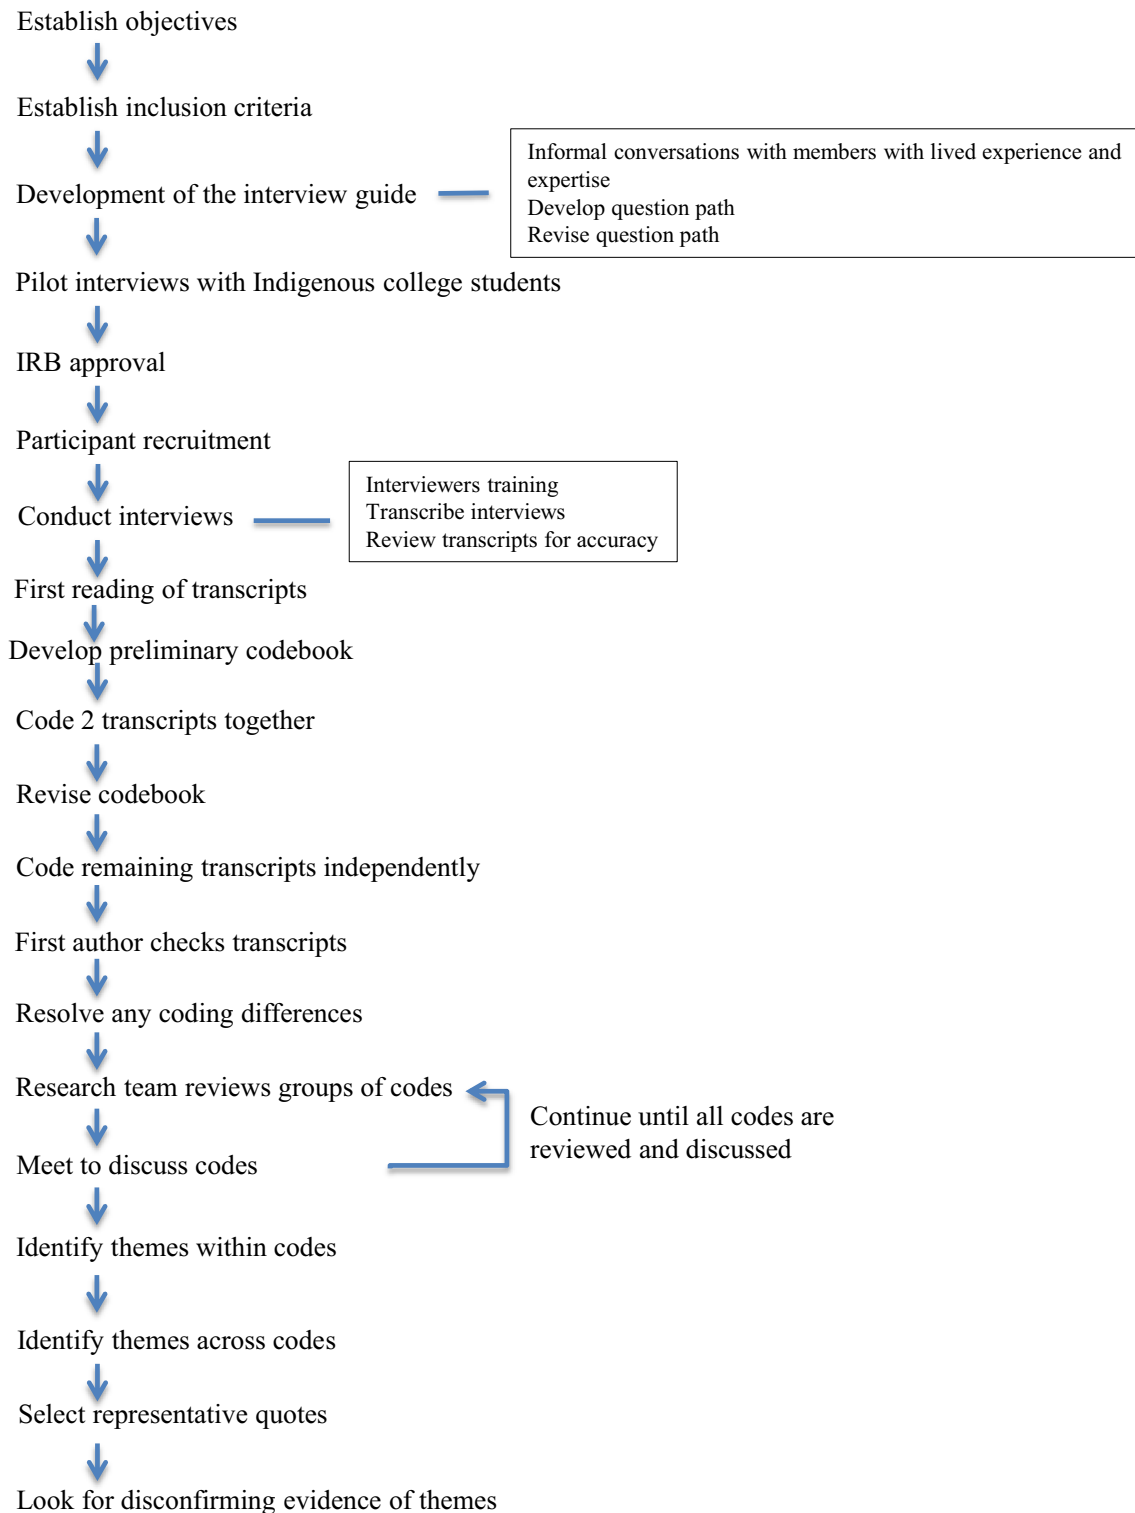 Establish objectives
Establish inclusion criteria
Development of the interview guide
Informal conversations with members with lived experience and
expertise
Develop question path
Revise question path
Pilot interviews with Indigenous college students
IRB approval
Participant recruitment
Conduct interviews
Interviewers training
Transcribe interviews
Review transcripts for accuracy
First reading of transcripts
Develop preliminary codebook
Code 2 transcripts together
Revise codebook
Code remaining transcripts independently
First author checks transcripts
Resolve any coding differences
Research team reviews groups of codes
Continue until all codes are
reviewed and discussed
Meet to discuss codes
Identify themes within codes
Identify themes across codes
Select representative quotes
Look for disconfirming evidence of themes